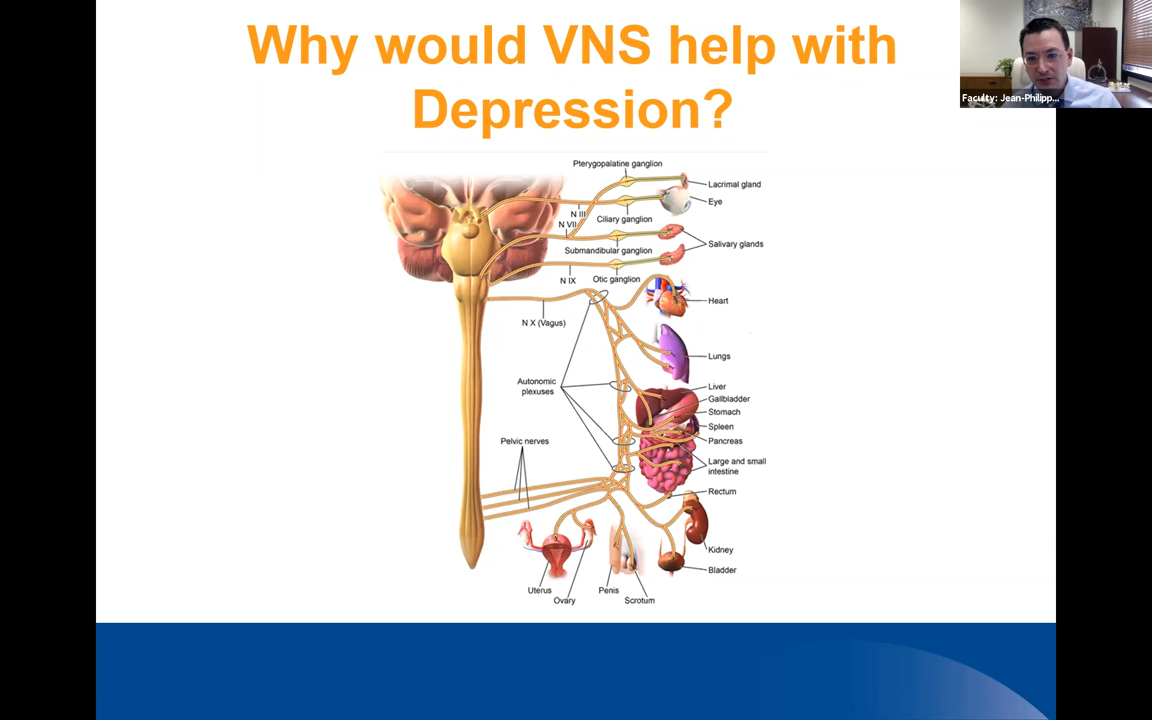 Why would VNS help with
Depression?
Faculty: Jean-Philipp...
Pterygopalatine ganglion
Lacrimal gland
Eye
N III
Ciliary ganglion
N VII
Salivary glands
Submandibular ganglion
N IX
Otic ganglion
Heart
N X (Vagus)
Lungs
Autonomic
plexuses
Liver
Gallbladder
Stomach
Spleen
Pancreas
Pelvic nerves
Large and small
intestine
Rectum
Kidney
Bladder
Uterus
Ovary
Penis
Scrotum